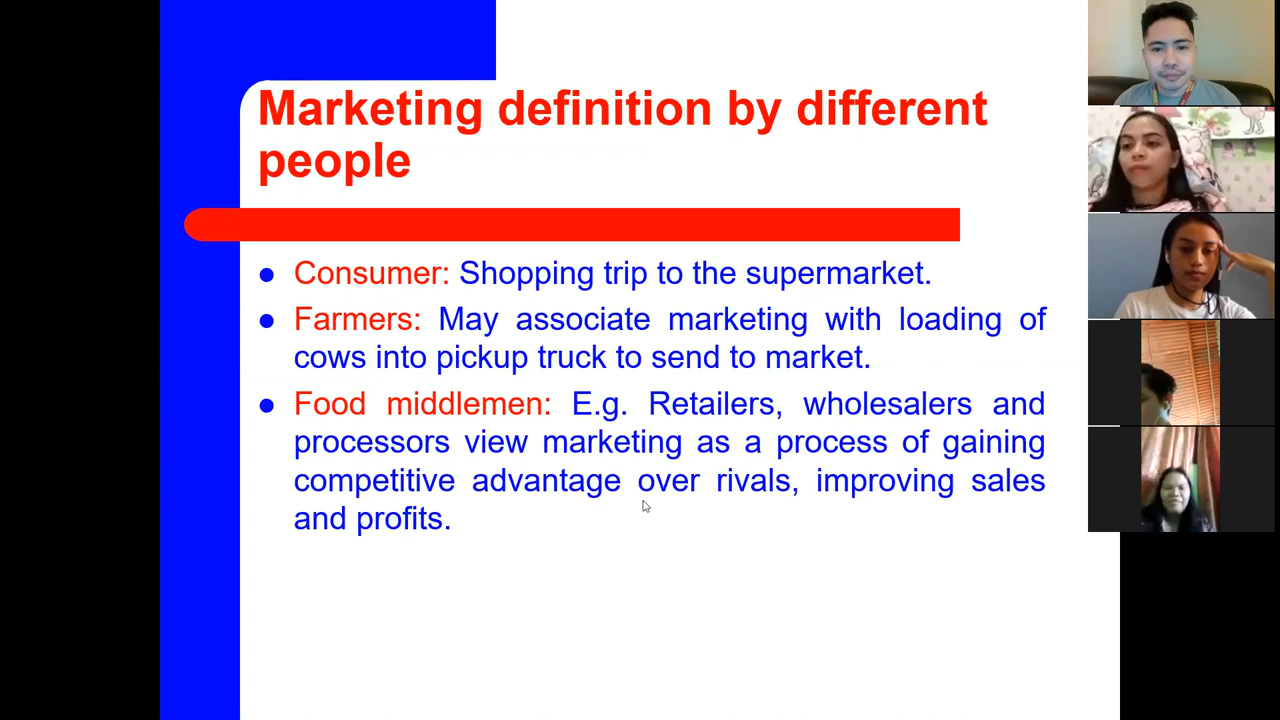 Marketing definition by different
people
● Consumer: Shopping trip to the supermarket.
● Farmers: May associate marketing with loading of
cows into pickup truck to send to market.
● Food middlemen: E.g. Retailers, wholesalers and
processors view marketing as a process of gaining
competitive advantage over rivals, improving sales
and profits.